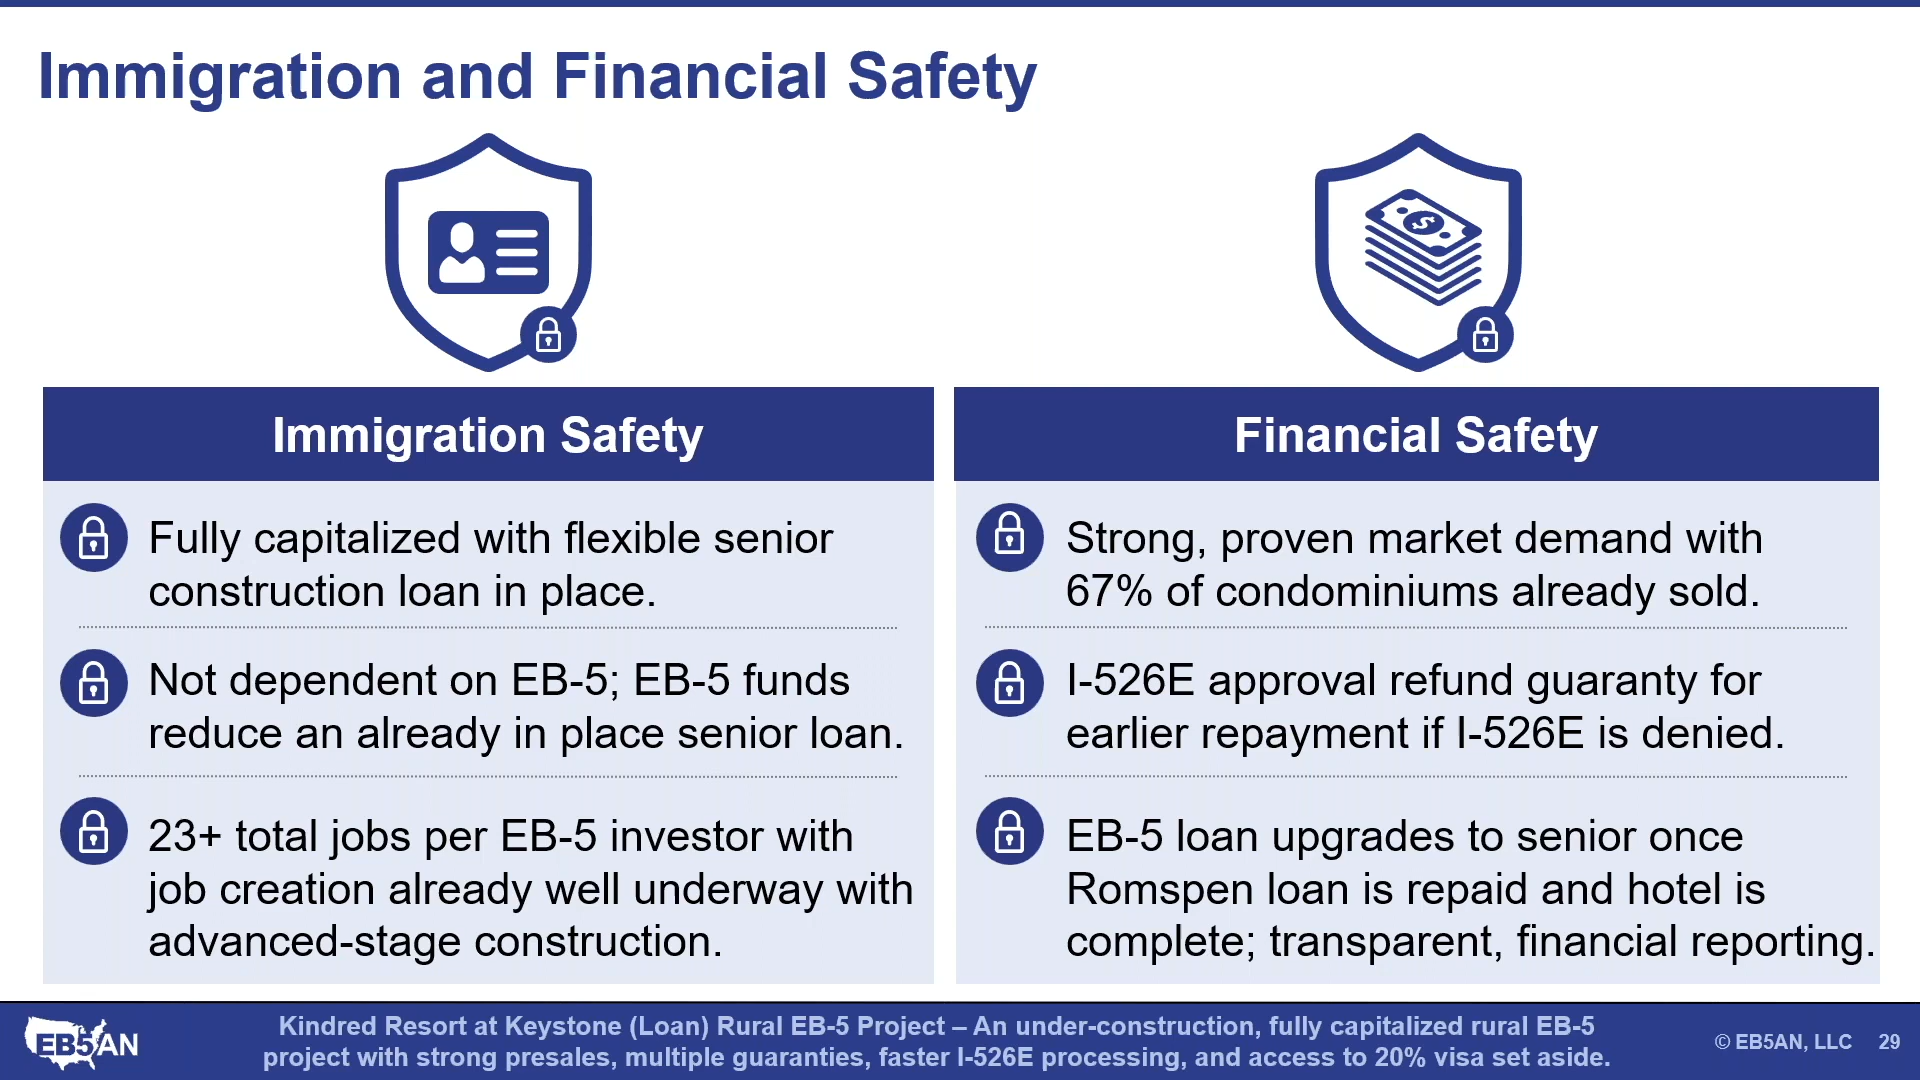 Immigration and Financial Safety
Immigration Safety
Fully capitalized with flexible senior
construction loan in place.
Not dependent on EB-5; EB-5 funds
reduce an already in place senior loan.
23+ total jobs per EB-5 investor with
job creation already well underway with
advanced-stage construction.
Financial Safety
Strong, proven market demand with
67% of condominiums already sold.
I-526E approval refund guaranty for
earlier repayment if I-526E is denied.
EB-5 loan upgrades to senior once
Romspen loan is repaid and hotel is
complete; transparent, financial reporting.
EB5AN
Kindred Resort at Keystone (Loan) Rural EB-5 Project – An under-construction, fully capitalized rural EB-5
project with strong presales, multiple guaranties, faster I-526E processing, and access to 20% visa set aside.
© EB5AN, LLC 29